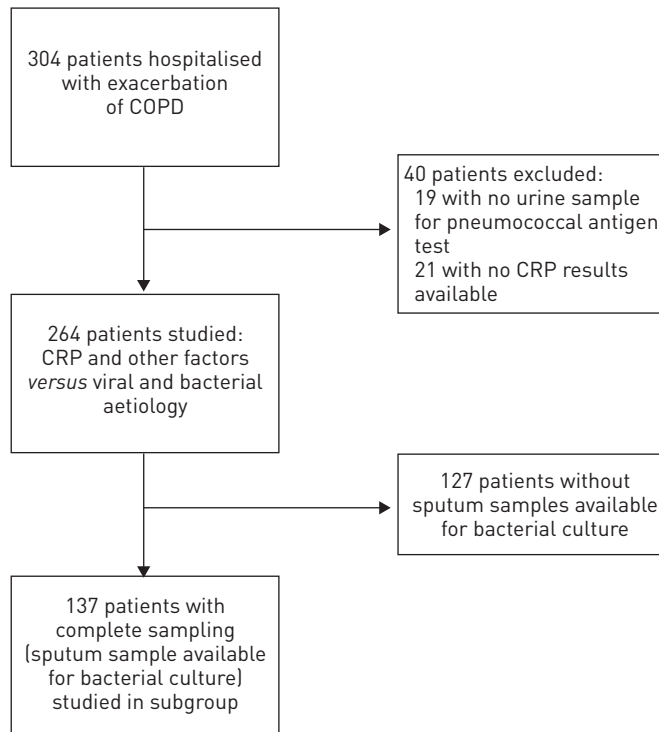 304 patients hospitalised
with exacerbation
of COPD
40 patients excluded:
19 with no urine sample
for pneumococcal antigen
test
21 with no CRP results
available
264 patients studied:
CRP and other factors
versus viral and bacterial
aetiology
127 patients without
sputum samples available
for bacterial culture
137 patients with
complete sampling
(sputum sample available
for bacterial culture)
studied in subgroup